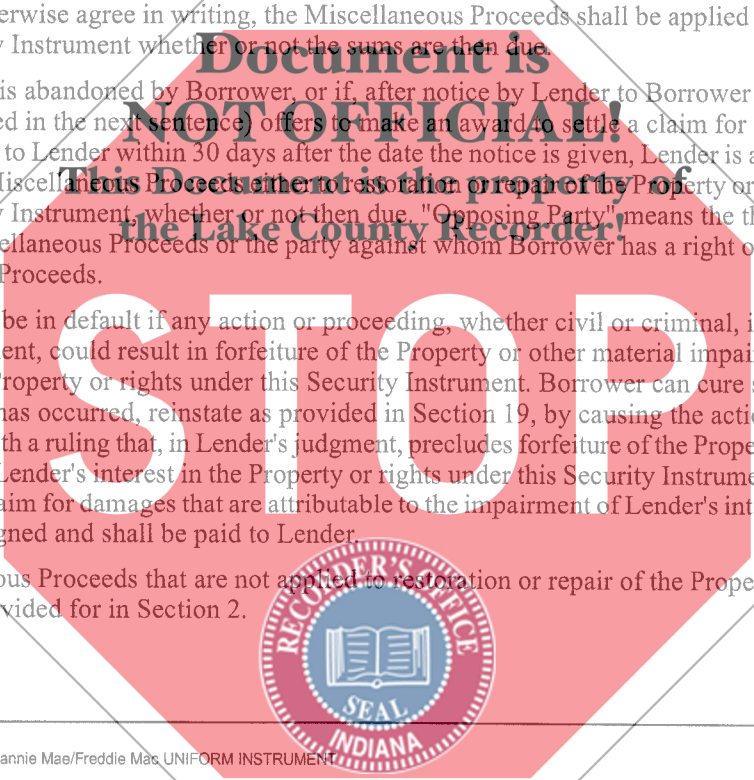 erwise agree in writing, the Miscellaneous Proceeds shall be applied
y Instrument whether or not the sums are then due.
Document is
is abandoned by Borrower, or if, after notice by Lender to Borrower
NOT OFFICIAL!
ed in the next sentence) offers to make an award to settle a claim for
to Lender within 30 days after the date the notice is given, Lender is a
This Document is the property of
Miscellaneous Proceeds either to restoration or repair of the Property or
y Instrument, whether or not then due. "Opposing Party" means the th
the Lake County Recorder!
ellaneous Proceeds or the party against whom Borrower has a right o
Proceeds.
STOP
be in default if any action or proceeding, whether civil or criminal, i
ent, could result in forfeiture of the Property or other material impai
Property or rights under this Security Instrument. Borrower can cure s
has occurred, reinstate as provided in Section 19, by causing the actio
th a ruling that, in Lender's judgment, precludes forfeiture of the Prope
Lender's interest in the Property or rights under this Security Instrume
aim for damages that are attributable to the impairment of Lender's int
gned and shall be paid to Lender.
ous Proceeds that are not applied to restoration or repair of the Prope
vided for in Section 2.
RECORDER'S OFFICE
SEAL
INDIANA
annie Mae/Freddie Mac UNIFORM INSTRUMENT